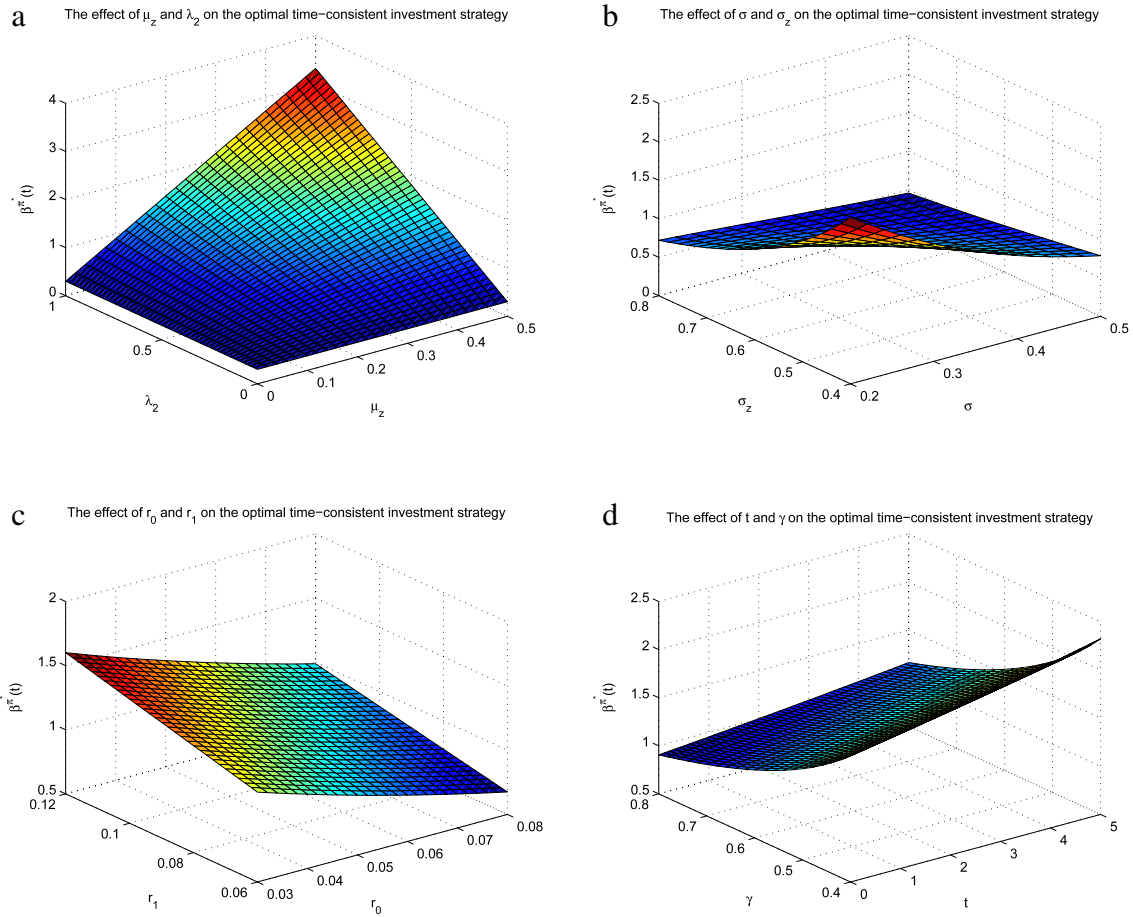 a
The effect of μz and λ2 on the optimal time−consistent investment strategy
4
3
2
1
0
βπ*(t)
1
0.5
0
λ2
0
0.1
0.2
0.3
0.4
0.5
μz
b
The effect of σ and σz on the optimal time−consistent investment strategy
2.5
2
1.5
1
0.5
0
βπ*(t)
0.8
0.7
0.6
0.5
0.4
σz
0.2
0.3
0.4
0.5
σ
c
The effect of r0 and r1 on the optimal time−consistent investment strategy
2
1.5
1
0.5
βπ*(t)
0.12
0.1
0.08
0.06
r1
0.03
0.04
0.05
0.06
0.07
0.08
r0
d
The effect of t and γ on the optimal time−consistent investment strategy
2.5
2
1.5
1
0.5
βπ*(t)
0.8
0.7
0.6
0.5
0.4
γ
0
1
2
3
4
5
t